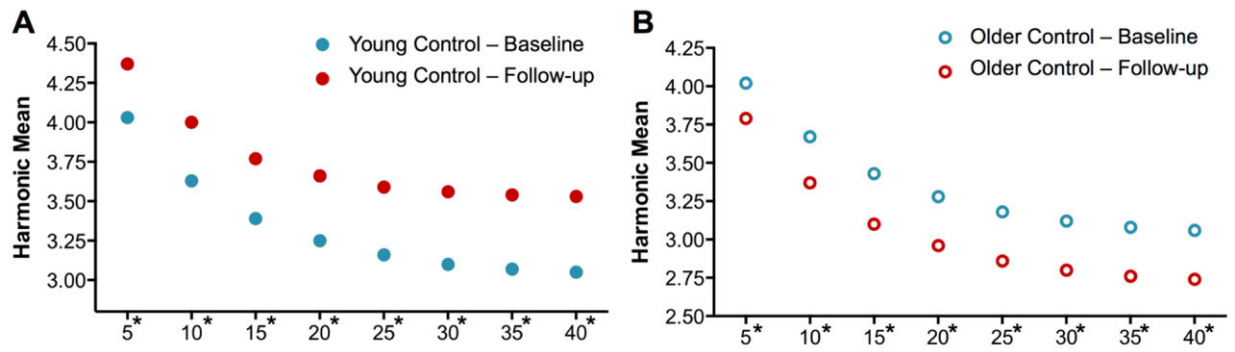 A
Young Control – Baseline
Young Control – Follow-up
Harmonic Mean
4.50
4.25
4.00
3.75
3.50
3.25
3.00
5* 10* 15* 20* 25* 30* 35* 40*
B
Older Control – Baseline
Older Control – Follow-up
Harmonic Mean
4.25
4.00
3.75
3.50
3.25
3.00
2.75
2.50
5* 10* 15* 20* 25* 30* 35* 40*